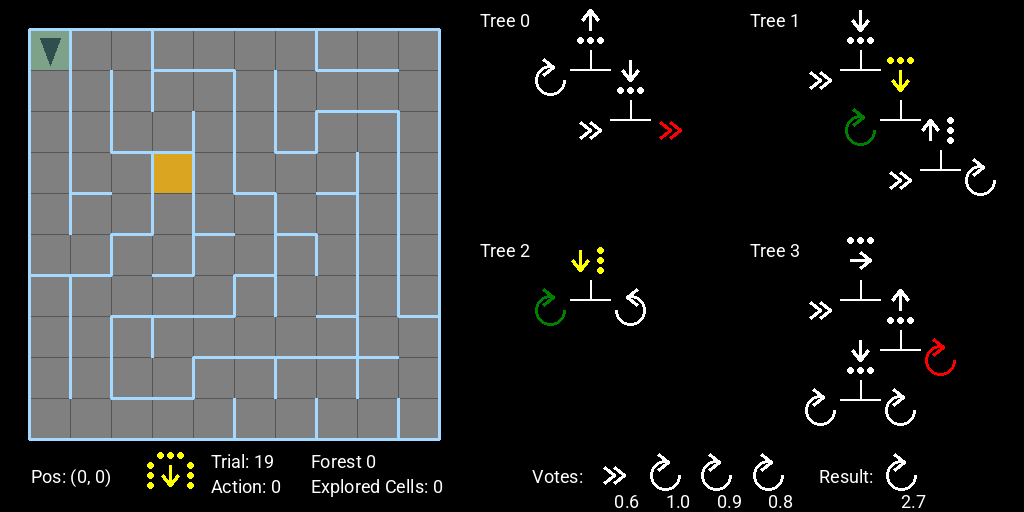 Tree 0
Tree 1
Tree 2
Tree 3
Pos: (0, 0)
Trial: 19
Forest 0
Action: 0
Explored Cells: 0
Votes:
Result:
0.6
1.0
0.9
0.8
2.7